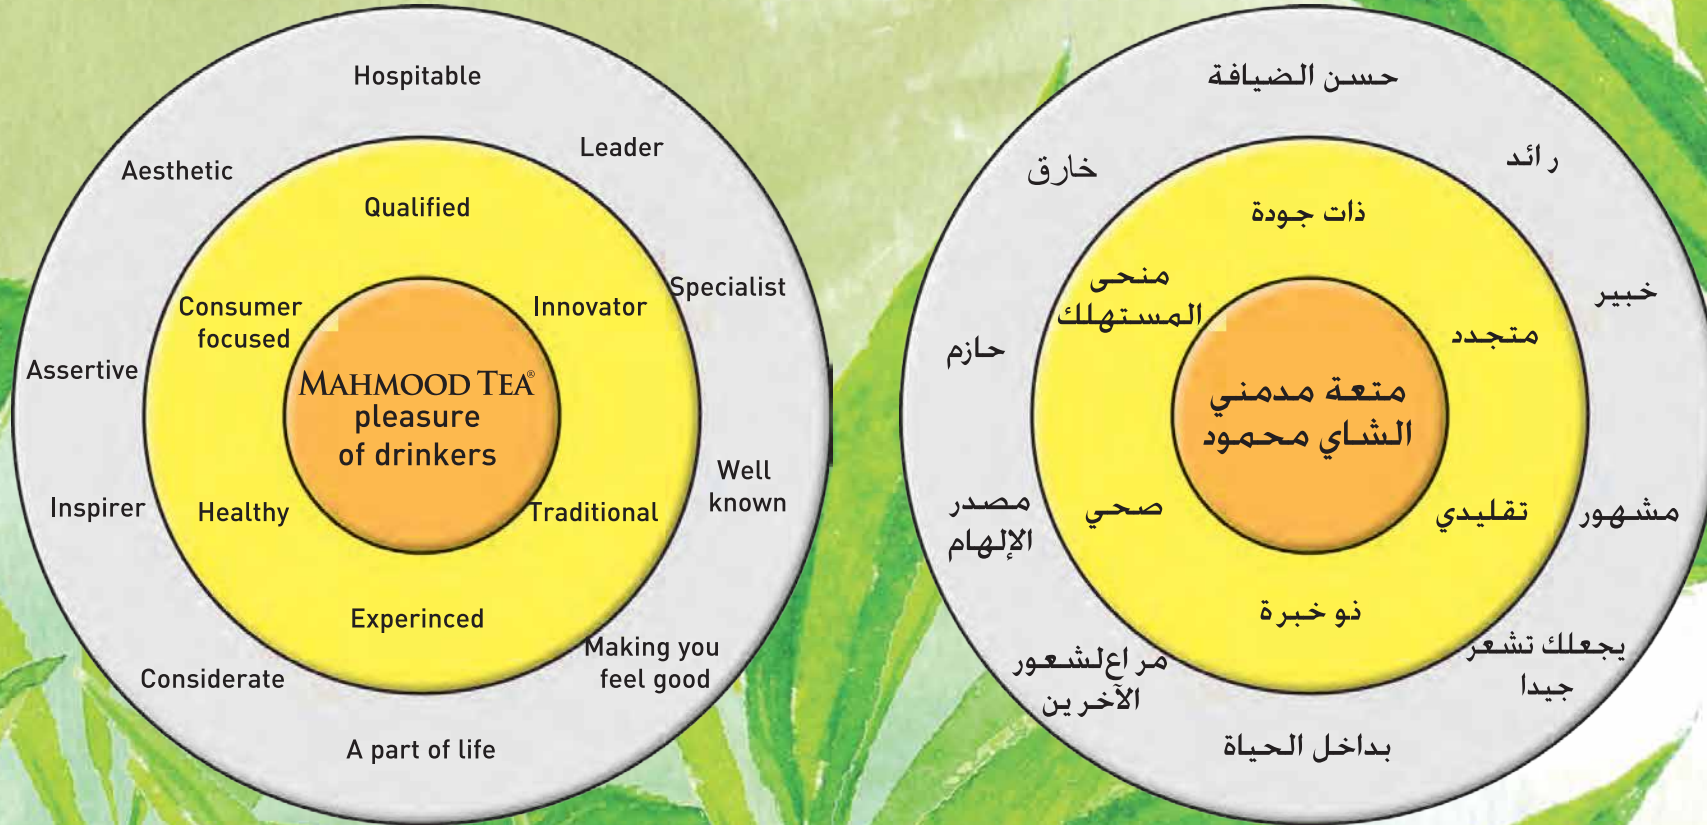 Hospitable
Leader
Aesthetic
Qualified
Specialist
Consumer
focused
Innovator
Assertive
MAHMOOD TEA®
pleasure
of drinkers
Well
known
Inspirer
Healthy
Traditional
Experinced
Making you
feel good
Considerate
A part of life
حسن الضيافة
رائد
خارق
ذات جودة
خبير
منحى
المستهلك
متجدد
حازم
متعة مدمني
الشاي محمود
مصدر
الإلهام
صحي
تقليدي
مشهور
ذو خبرة
يجعلك تشعر
جيدا
مراع لشعور
الآخرين
بداخل الحياة